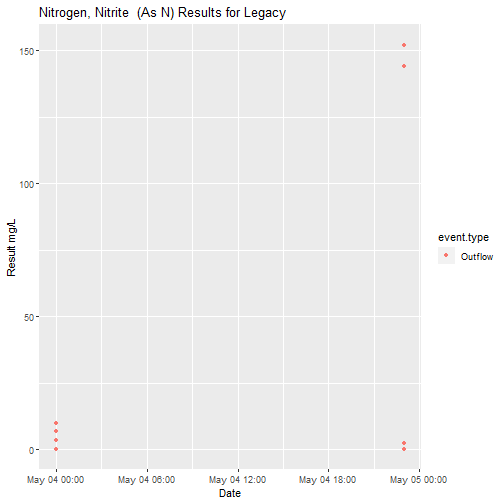 Nitrogen, Nitrite  (As N) Results for Legacy
150
100
50
0
Result mg/L
May 04 00:00
May 04 06:00
May 04 12:00
May 04 18:00
May 05 00:00
Date
event.type
Outflow